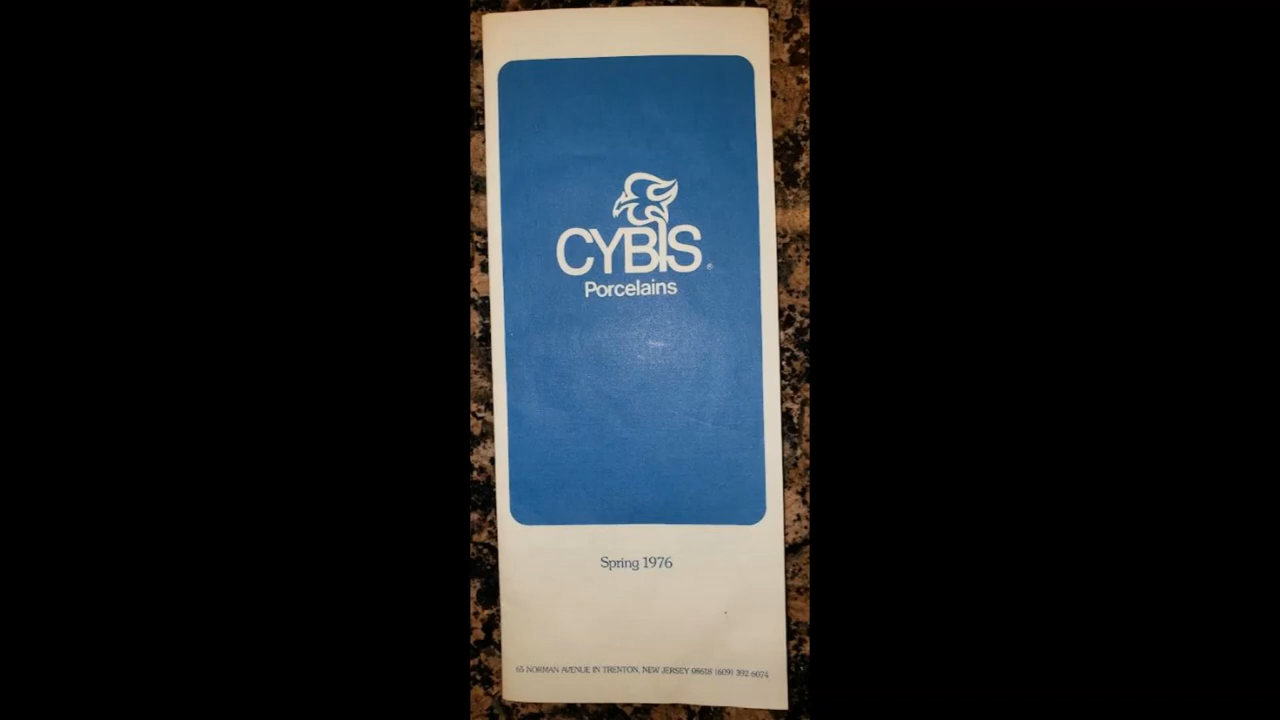 CYBIS®
Porcelains
Spring 1976
65 NORMAN AVENUE IN TRENTON, NEW JERSEY 08618 (609) 392-6074